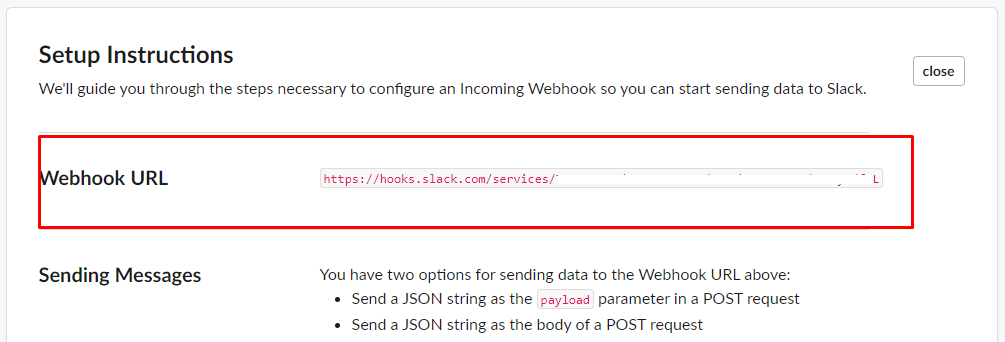 Setup Instructions
We'll guide you through the steps necessary to configure an Incoming Webhook so you can start sending data to Slack.
close
Webhook URL
https://hooks.slack.com/services/
Sending Messages
You have two options for sending data to the Webhook URL above:
• Send a JSON string as the payload parameter in a POST request
• Send a JSON string as the body of a POST request